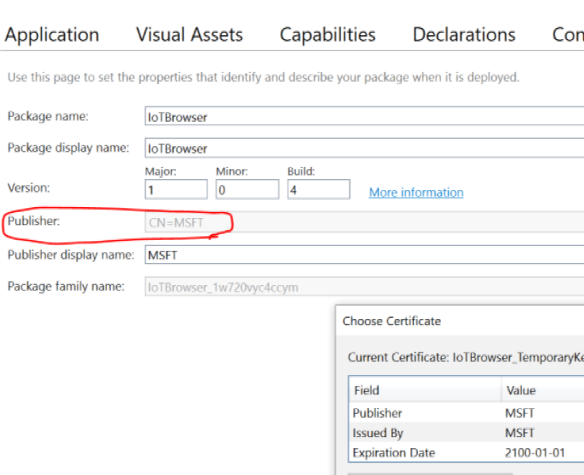 Application Visual Assets Capabilities Declarations Con
Use this page to set the properties that identify and describe your package when it is deployed.
Package name: IoTBrowser
Package display name: IoTBrowser
Major: Minor: Build:
Version: 1 0 4 More information
Publisher: CN=MSFT
Publisher display name: MSFT
Package family name: IoTBrowser_1w720vyc4ccym
Choose Certificate
Current Certificate: IoTBrowser_TemporaryKe
Field Value
Publisher MSFT
Issued By MSFT
Expiration Date 2100-01-01